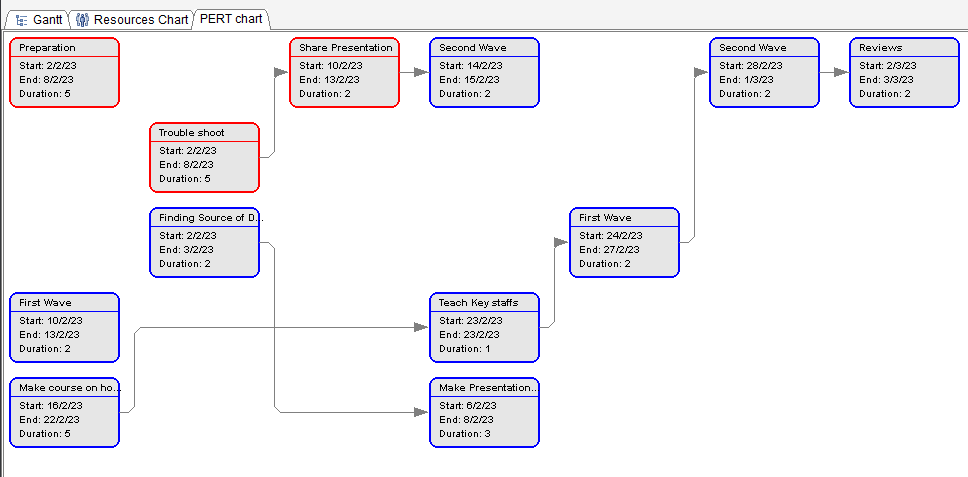 Gantt
Resources Chart
PERT chart
Preparation
Start: 2/2/23
End: 8/2/23
Duration: 5
Share Presentation
Start: 10/2/23
End: 13/2/23
Duration: 2
Second Wave
Start: 14/2/23
End: 15/2/23
Duration: 2
Second Wave
Start: 28/2/23
End: 1/3/23
Duration: 2
Reviews
Start: 2/3/23
End: 3/3/23
Duration: 2
Trouble shoot
Start: 2/2/23
End: 8/2/23
Duration: 5
Finding Source of D...
Start: 2/2/23
End: 3/2/23
Duration: 2
First Wave
Start: 24/2/23
End: 27/2/23
Duration: 2
First Wave
Start: 10/2/23
End: 13/2/23
Duration: 2
Teach Key staffs
Start: 23/2/23
End: 23/2/23
Duration: 1
Make course on ho...
Start: 16/2/23
End: 22/2/23
Duration: 5
Make Presentation...
Start: 6/2/23
End: 8/2/23
Duration: 3